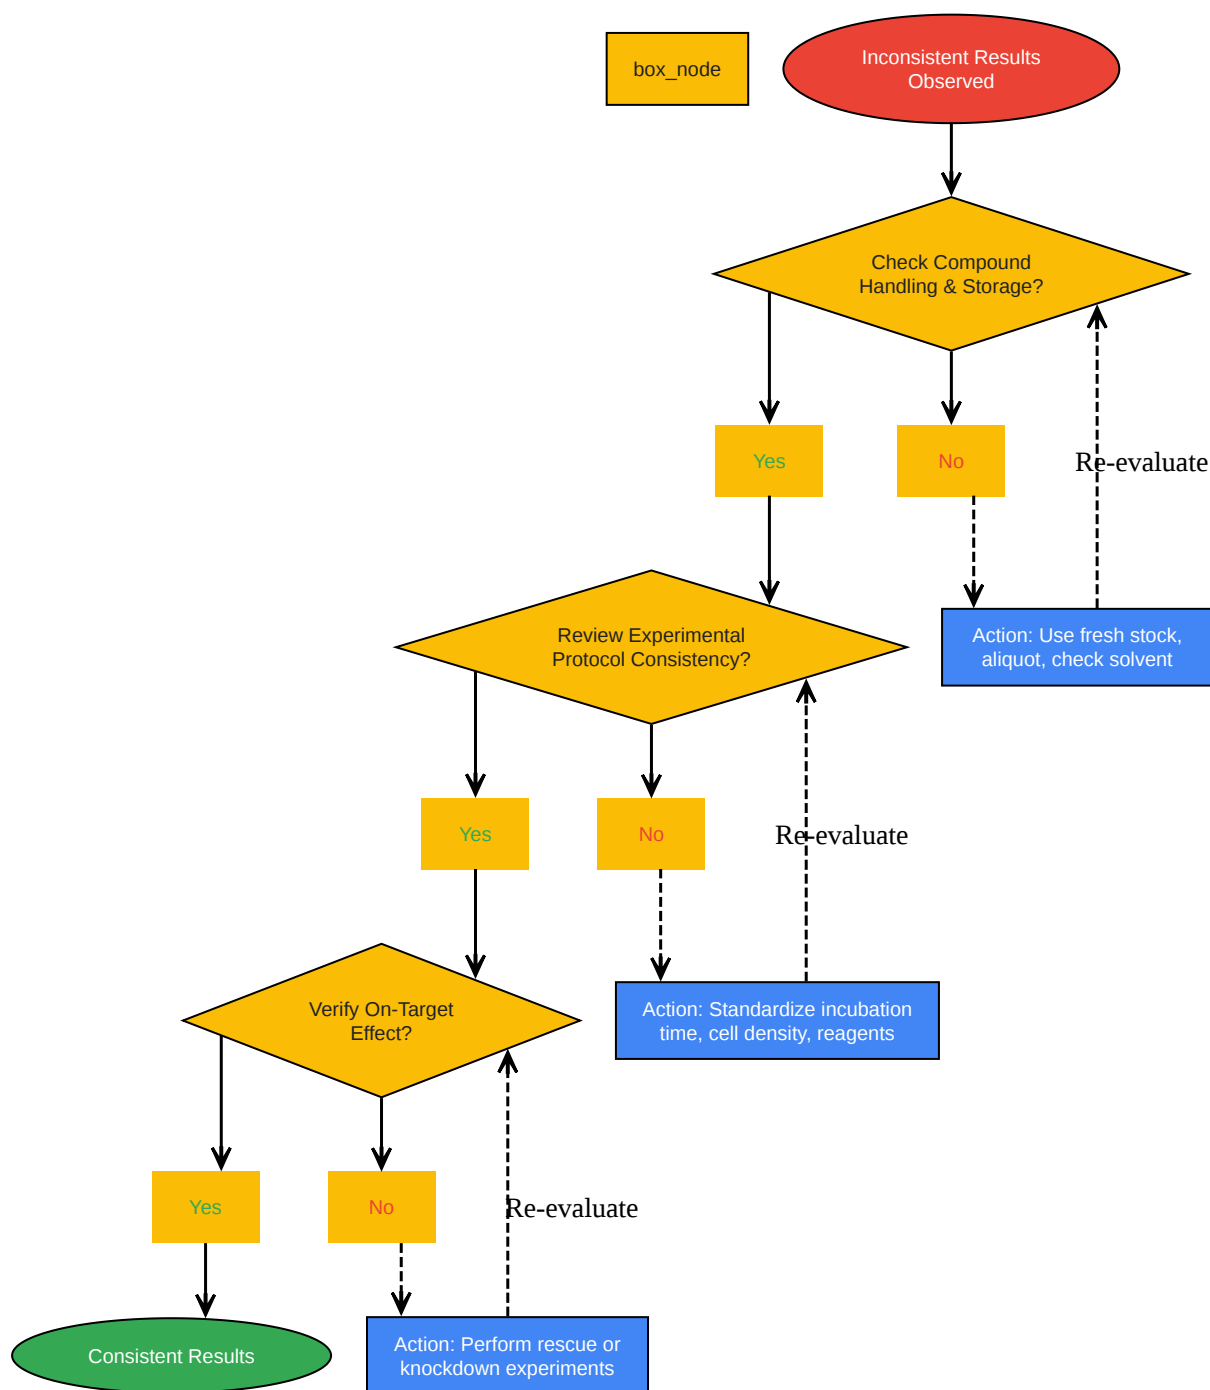 box_node
Inconsistent Results
Observed
Check Compound
Handling & Storage?
Yes
No
Re-evaluate
Action: Use fresh stock,
aliquot, check solvent
Review Experimental
Protocol Consistency?
Yes
No
Re-evaluate
Action: Standardize incubation
time, cell density, reagents
Verify On-Target
Effect?
Yes
No
Re-evaluate
Action: Perform rescue or
knockdown experiments
Consistent Results